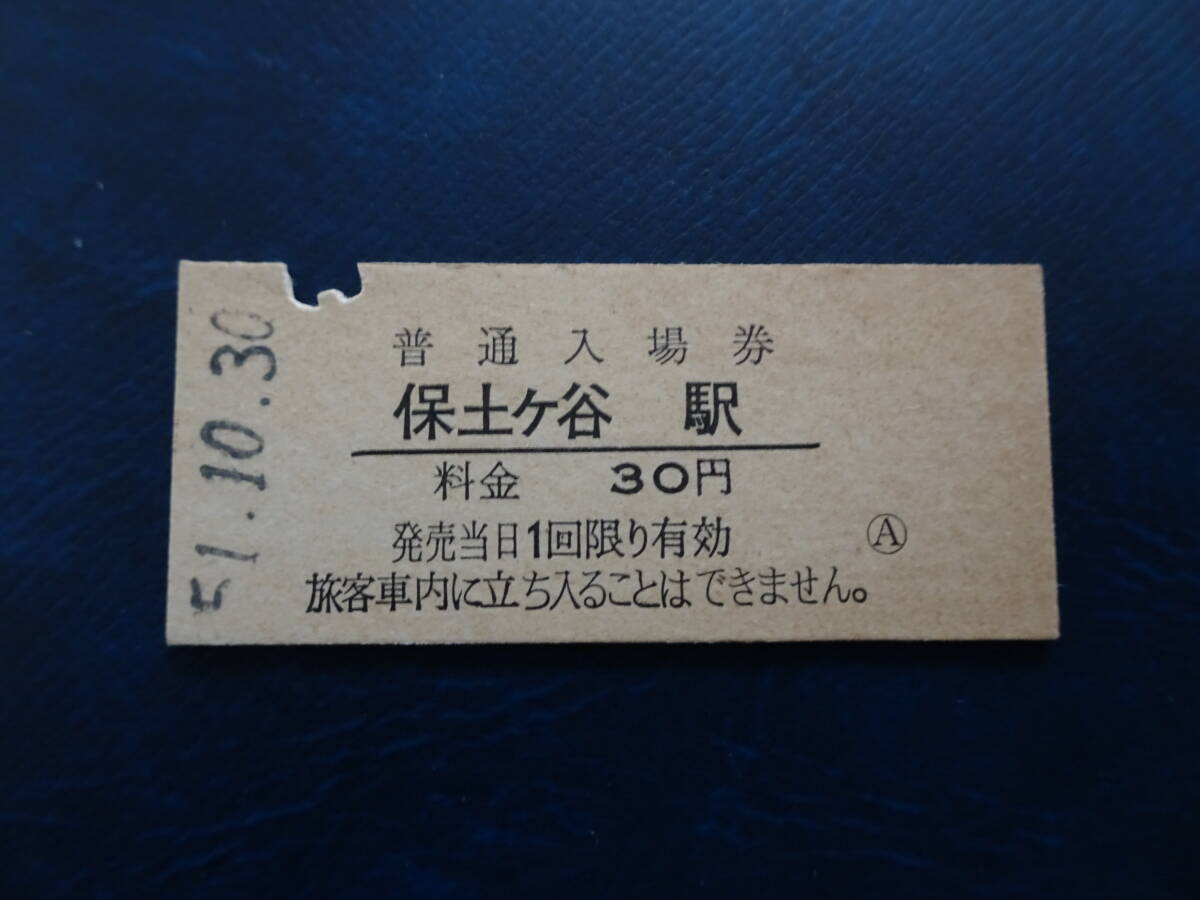 51.10.30
普通入場券
保土ケ谷 駅
料金 30円
発売当日1回限り有効
Ⓐ
旅客車内に立ち入ることはできません。